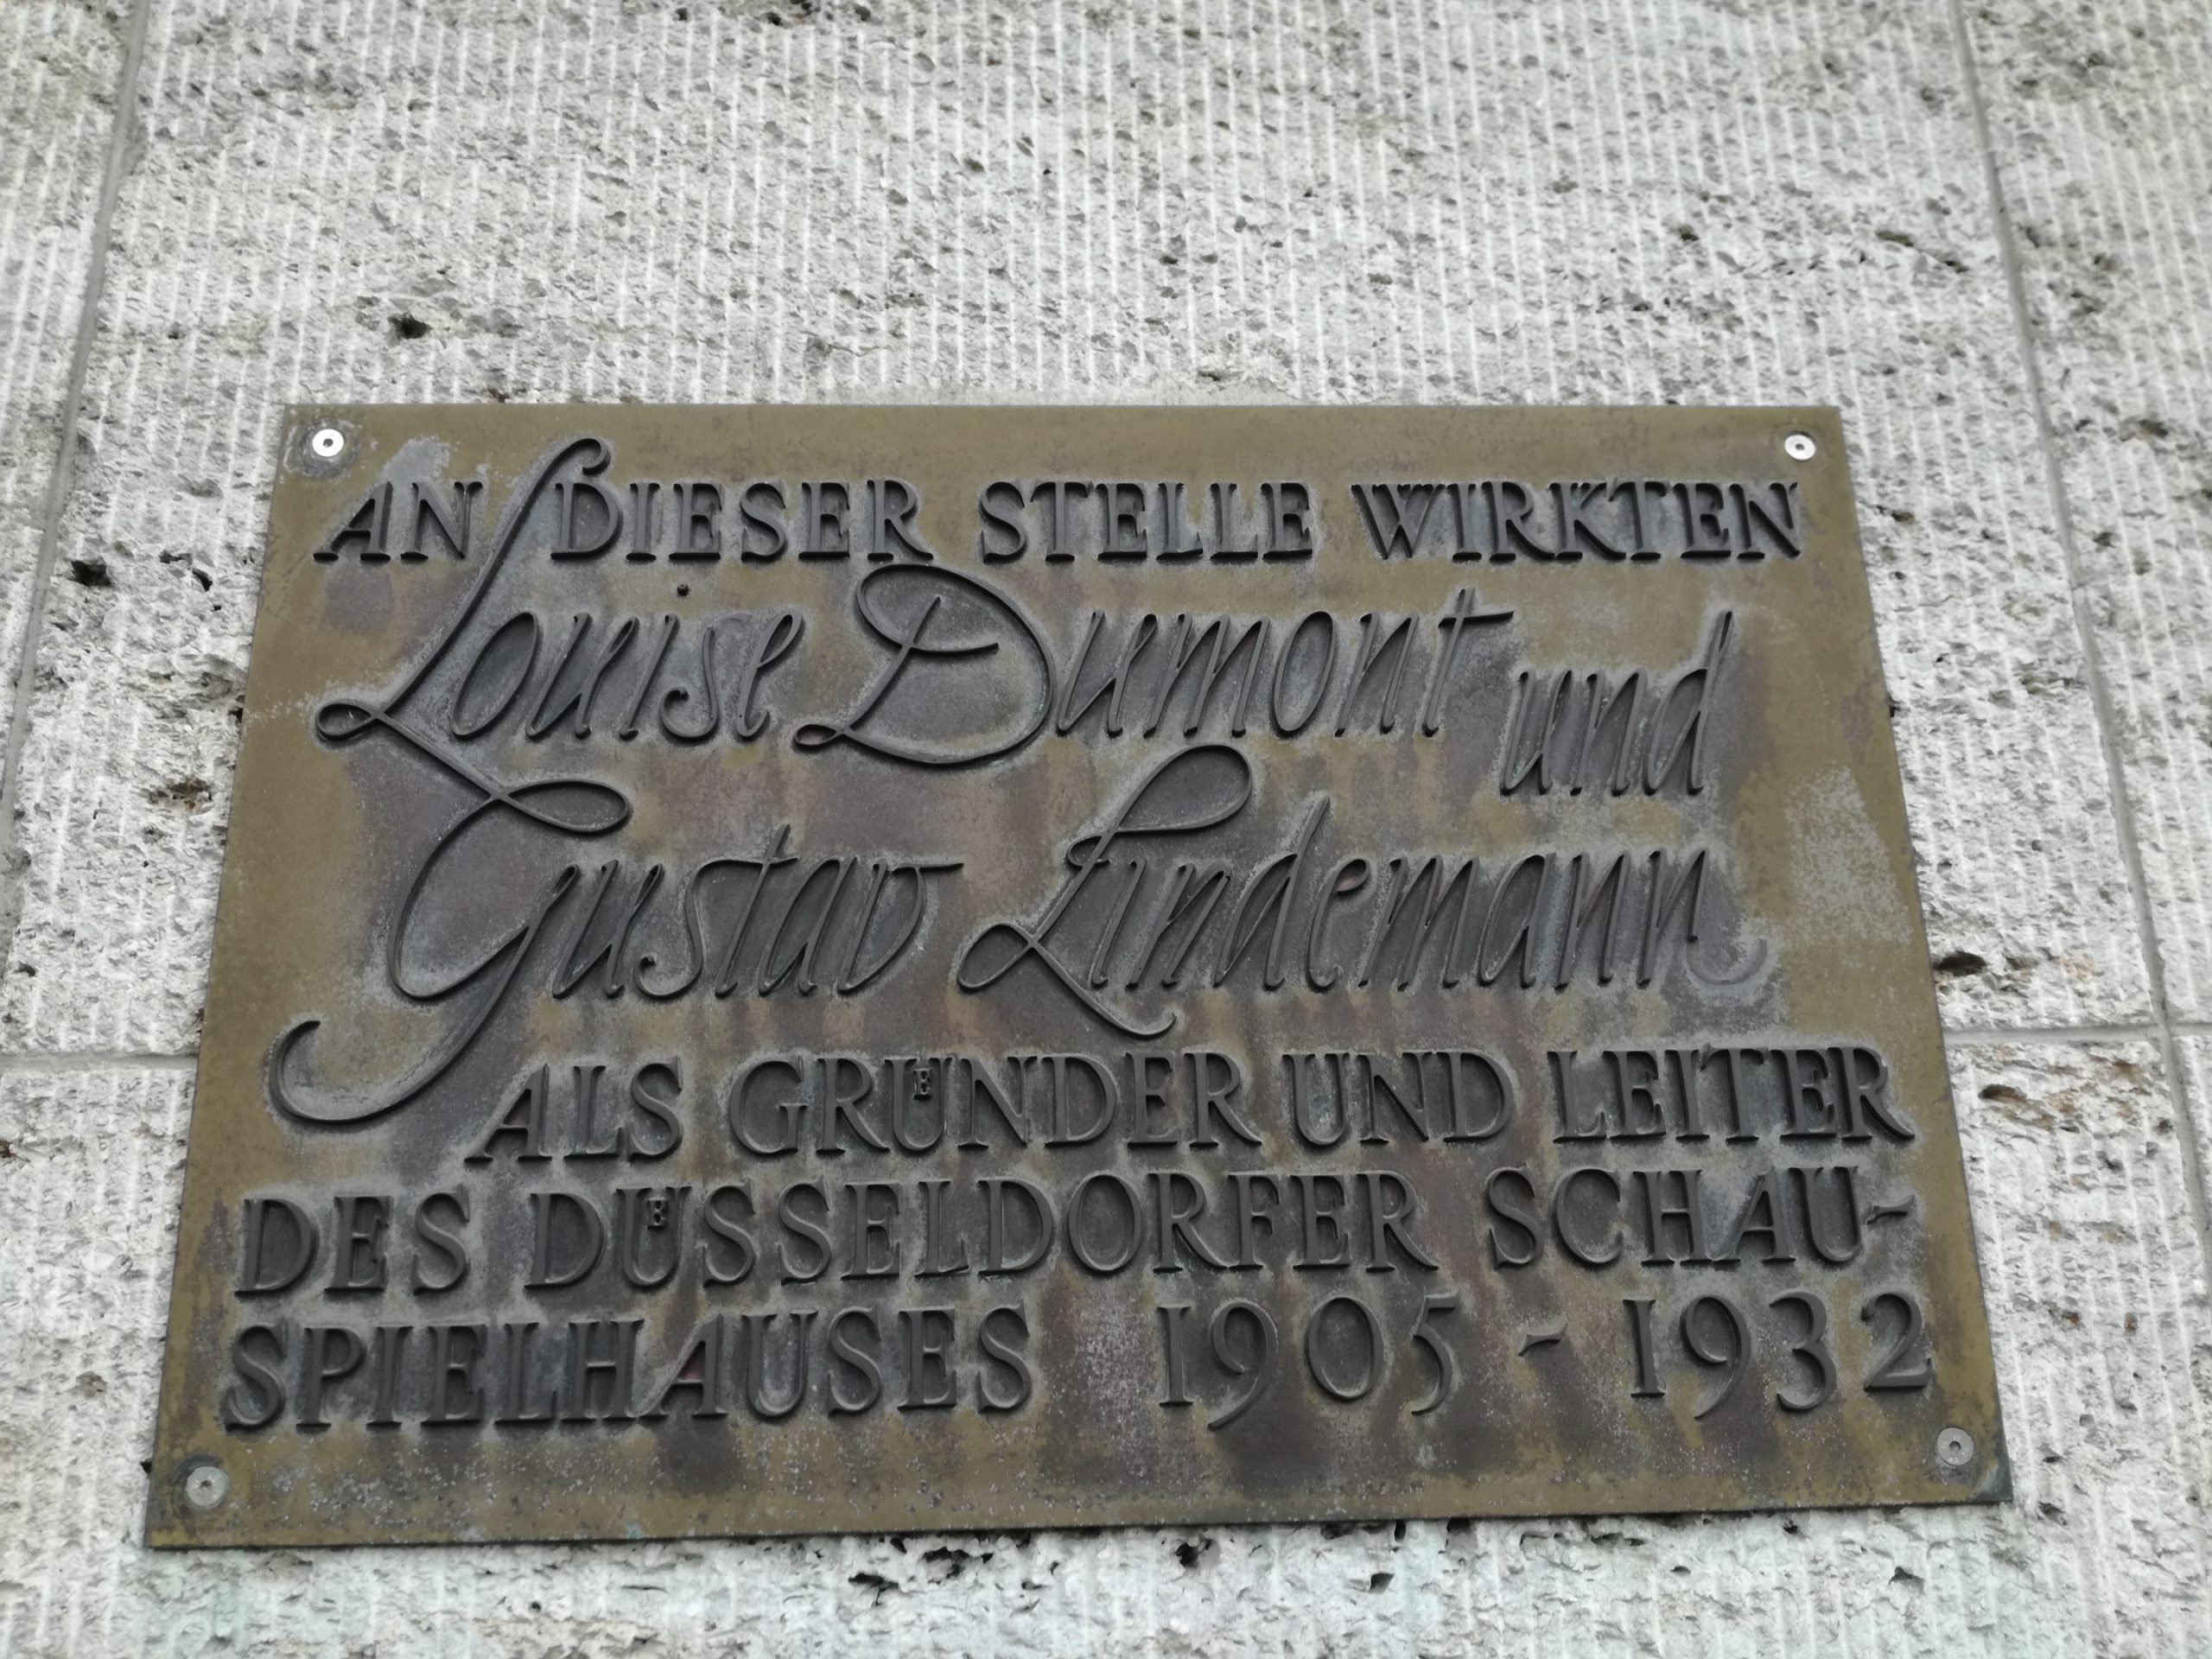 AN DIESER STELLE WIRKTEN
Louise Dumont und
Gustav Lindemann
ALS GRÜNDER UND LEITER
DES DÜSSELDORFER SCHAU-
SPIELHAUSES 1905 - 1932